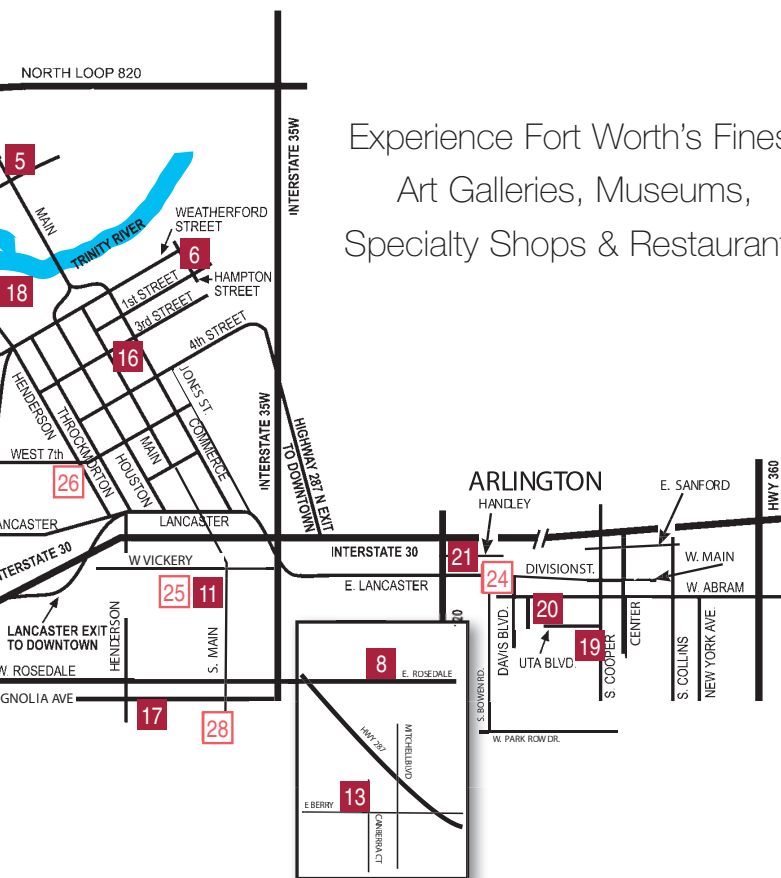 NORTH LOOP 820
INTERSTATE 35W
Experience Fort Worth's Fines
Art Galleries, Museums,
Specialty Shops & Restaurant
5
MAIN
TRINITY RIVER
WEATHERFORD
STREET
6
HAMPTON
STREET
18
1st STREET
3rd STREET
4th STREET
16
JONES ST.
HENDERSON
THROCKMORTON
HOUSTON
MAIN
COMMERCE
INTERSTATE 35W
HIGHWAY 287 N EXIT
TO DOWNTOWN
WEST 7th
26
ANCASTER
LANCASTER
ARLINGTON
HANDLEY
E. SANFORD
HWY 360
NTERSTATE 30
INTERSTATE 30
21
W VICKERY
24
DIVISION ST.
W. MAIN
25
11
E. LANCASTER
W. ABRAM
LANCASTER EXIT
TO DOWNTOWN
HENDERSON
S. MAIN
20
20
DAVIS BLVD.
UTA BLVD.
19
S. COOPER
CENTER
S. COLLINS
NEW YORK AVE.
W. ROSEDALE
8
E. ROSEDALE
GNOLIA AVE
17
28
S. BOWEN RD.
W. PARK ROW DR.
HWY 287
MITCHELL BLVD
13
E BERRY
CANBERRA CT